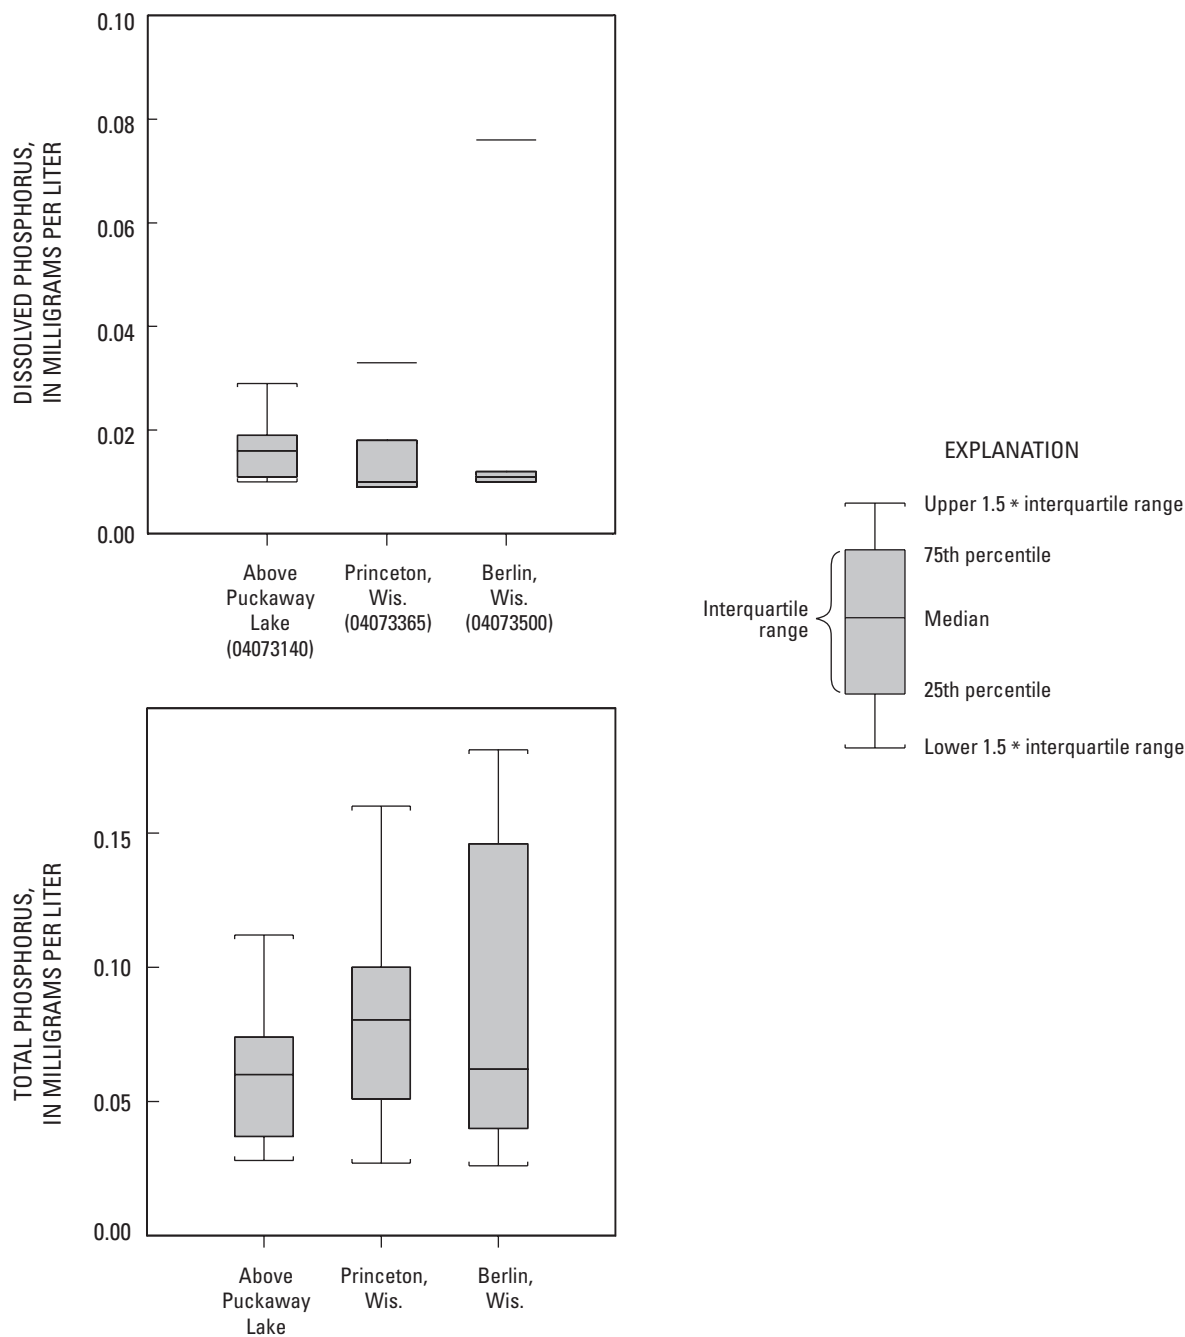 0.10
0.08
0.06
0.04
0.02
0.00
DISSOLVED PHOSPHORUS,
IN MILLIGRAMS PER LITER
Above
Puckaway
Lake
(04073140)
Princeton,
Wis.
(04073365)
Berlin,
Wis.
(04073500)
EXPLANATION
Upper 1.5 * interquartile range
75th percentile
Interquartile
range
Median
25th percentile
Lower 1.5 * interquartile range
0.15
0.10
0.05
0.00
TOTAL PHOSPHORUS,
IN MILLIGRAMS PER LITER
Above
Puckaway
Lake
Princeton,
Wis.
Berlin,
Wis.